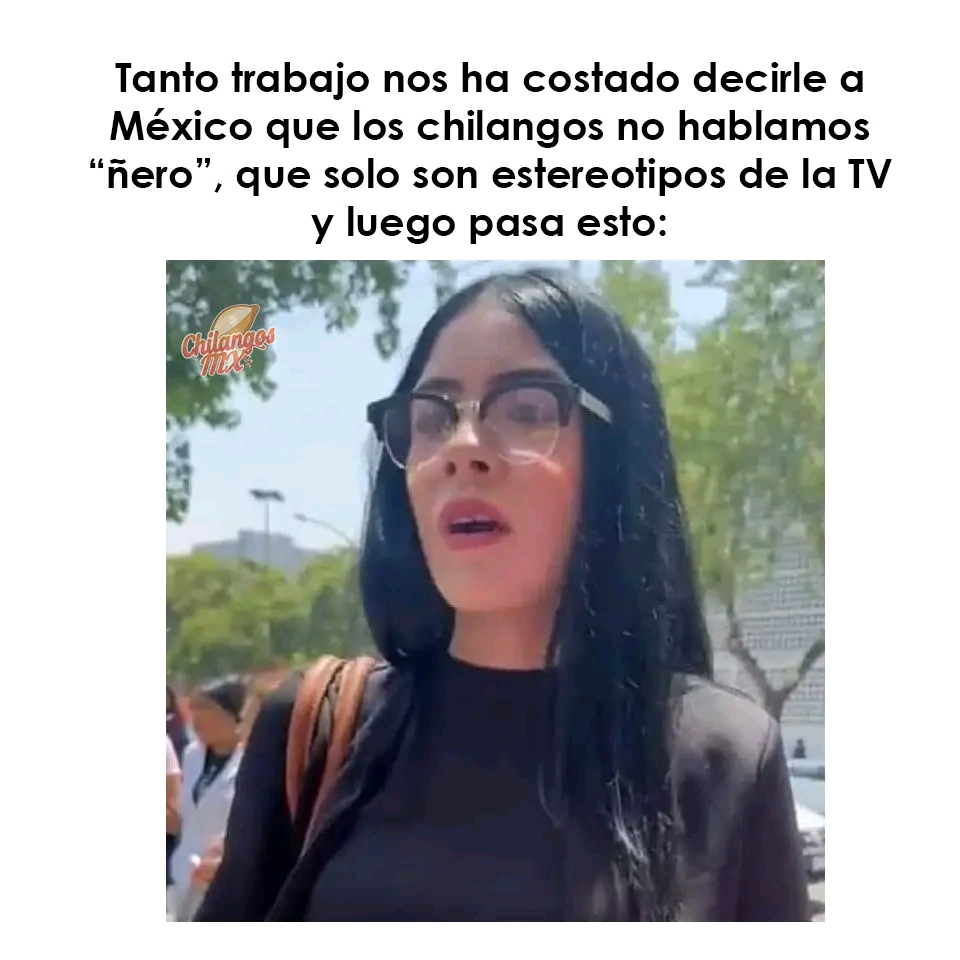 Tanto trabajo nos ha costado decirle a
México que los chilangos no hablamos
“ñero”, que solo son estereotipos de la TV
y luego pasa esto:
Chilangos
MX